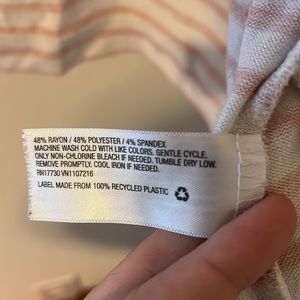 48% RAYON / 48% POLYESTER / 4% SPANDEX
MACHINE WASH COLD WITH LIKE COLORS. GENTLE CYCLE.
ONLY NON-CHLORINE BLEACH IF NEEDED. TUMBLE DRY LOW.
REMOVE PROMPTLY. COOL IRON IF NEEDED.
RN17730 VN1107216
LABEL MADE FROM 100% RECYCLED PLASTIC